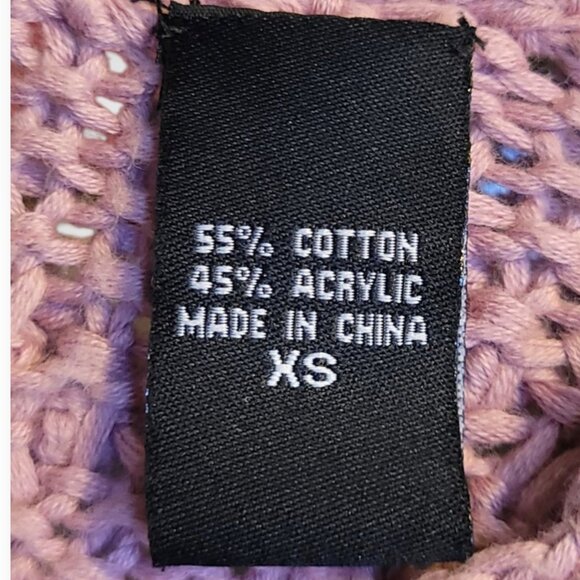 55% COTTON
45% ACRYLIC
MADE IN CHINA
XS